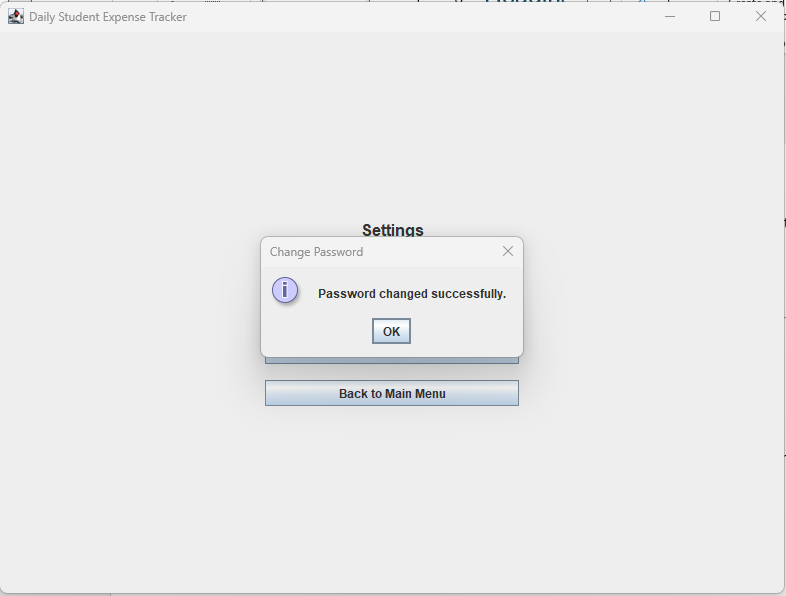 Daily Student Expense Tracker
Settings
Change Password
i
Password changed successfully.
OK
Back to Main Menu